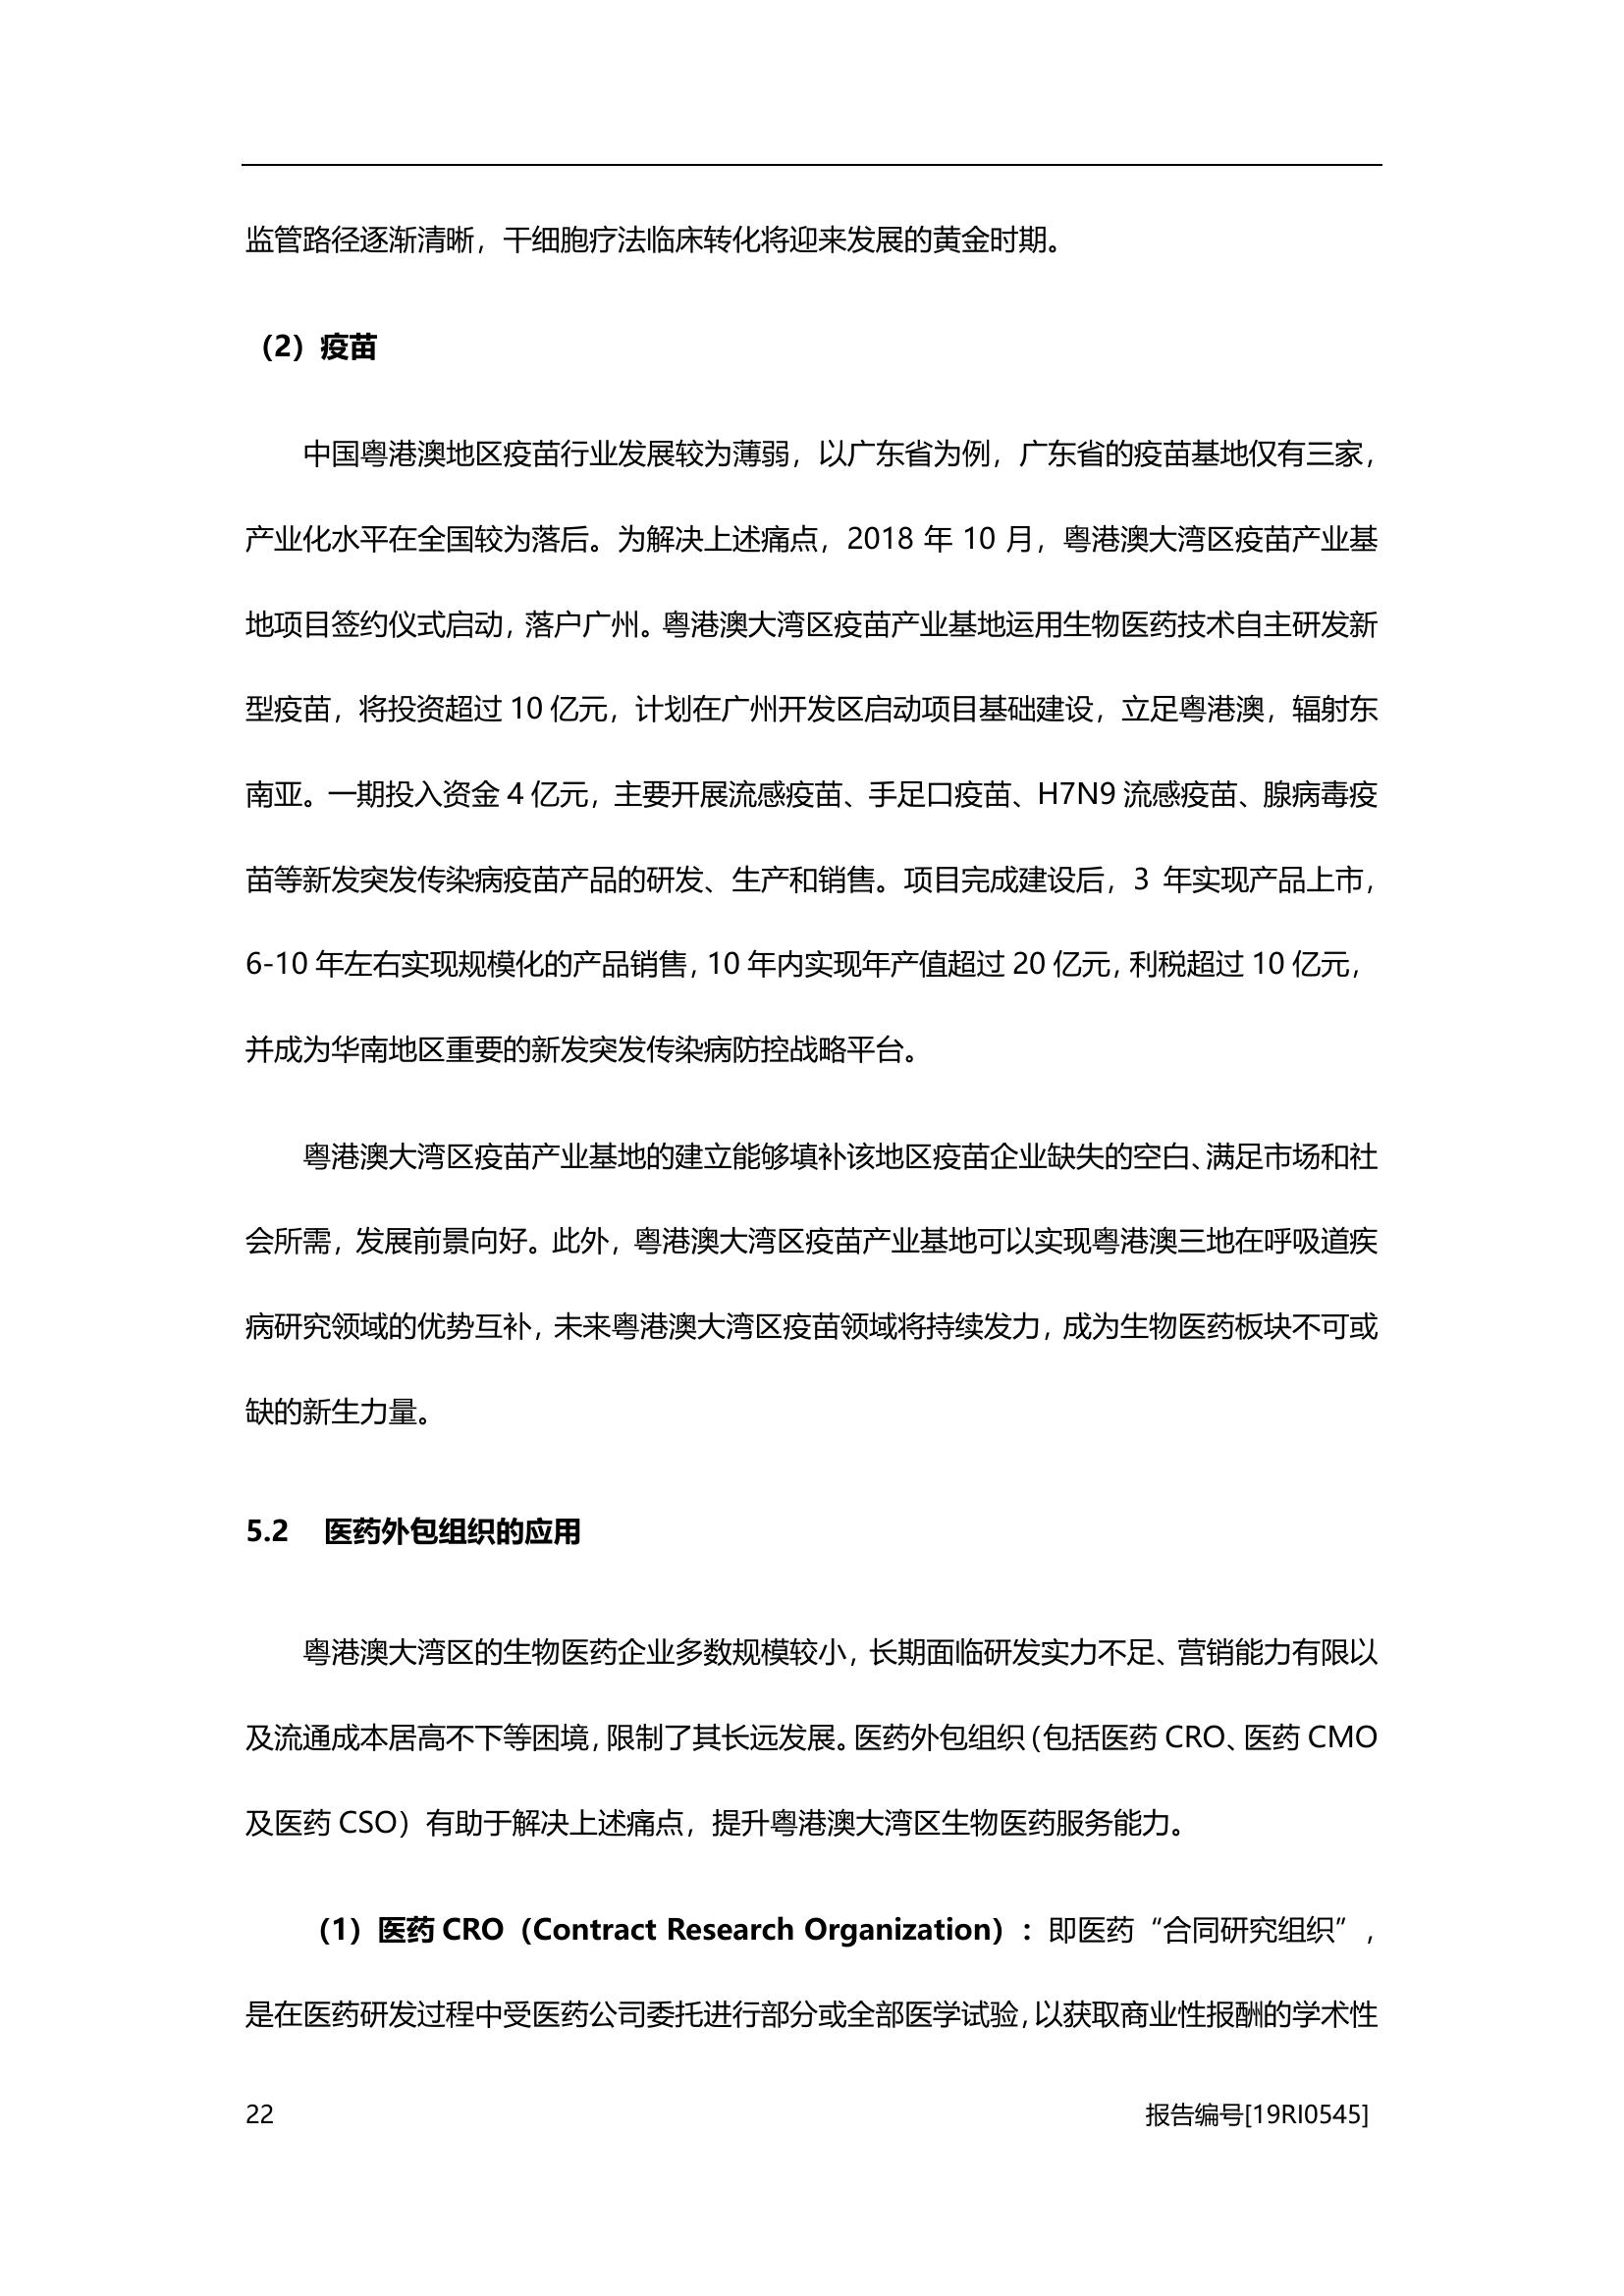 监管路径逐渐清晰，干细胞疗法临床转化将迎来发展的黄金时期。
（2）疫苗
中国粤港澳地区疫苗行业发展较为薄弱，以广东省为例，广东省的疫苗基地仅有三家，
产业化水平在全国较为落后。为解决上述痛点，2018 年 10 月，粤港澳大湾区疫苗产业基
地项目签约仪式启动，落户广州。粤港澳大湾区疫苗产业基地运用生物医药技术自主研发新
型疫苗，将投资超过 10 亿元，计划在广州开发区启动项目基础建设，立足粤港澳，辐射东
南亚。一期投入资金 4 亿元，主要开展流感疫苗、手足口疫苗、H7N9 流感疫苗、腺病毒疫
苗等新发突发传染病疫苗产品的研发、生产和销售。项目完成建设后，3 年实现产品上市，
6-10 年左右实现规模化的产品销售，10 年内实现年产值超过 20 亿元，利税超过 10 亿元，
并成为华南地区重要的新发突发传染病防控战略平台。
粤港澳大湾区疫苗产业基地的建立能够填补该地区疫苗企业缺失的空白、满足市场和社
会所需，发展前景向好。此外，粤港澳大湾区疫苗产业基地可以实现粤港澳三地在呼吸道疾
病研究领域的优势互补，未来粤港澳大湾区疫苗领域将持续发力，成为生物医药板块不可或
缺的新生力量。
5.2 医药外包组织的应用
粤港澳大湾区的生物医药企业多数规模较小，长期面临研发实力不足、营销能力有限以
及流通成本居高不下等困境，限制了其长远发展。医药外包组织（包括医药 CRO、医药 CMO
及医药 CSO）有助于解决上述痛点，提升粤港澳大湾区生物医药服务能力。
（1）医药 CRO（Contract Research Organization）：即医药“合同研究组织”，
是在医药研发过程中受医药公司委托进行部分或全部医学试验，以获取商业性报酬的学术性
22 报告编号[19RI0545]